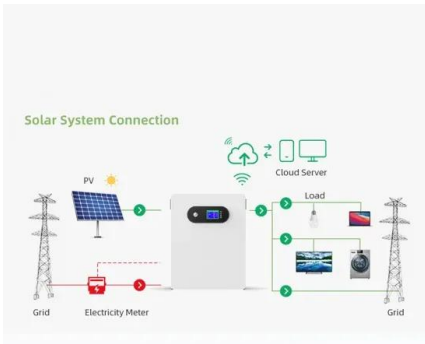 Solar System Connection
Cloud Server
PV
Load
Grid
Electricity Meter
Grid